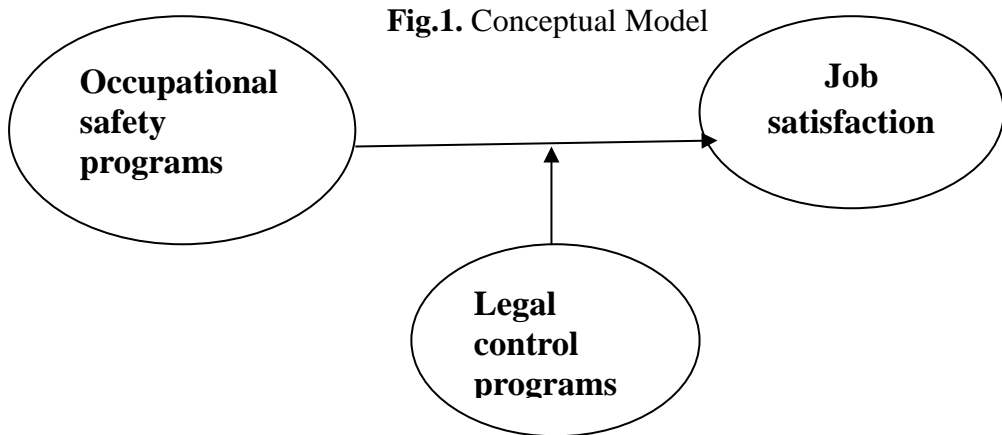 Fig.1. Conceptual Model
Occupational
safety
programs
Job
satisfaction
Legal
control
programs